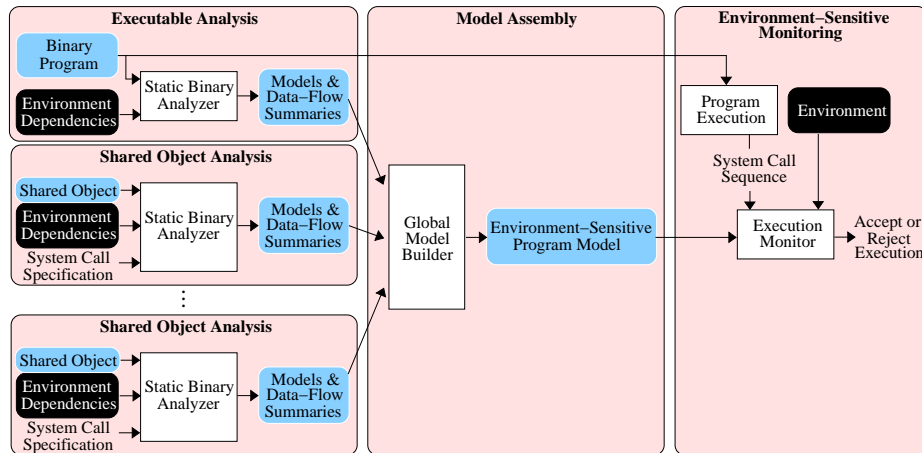 Executable Analysis
Binary
Program
Environment
Dependencies
Static Binary
Analyzer
Models &
Data−Flow
Summaries
Shared Object Analysis
Shared Object
Environment
Dependencies
System Call
Specification
Static Binary
Analyzer
Models &
Data−Flow
Summaries
...
Shared Object Analysis
Shared Object
Environment
Dependencies
System Call
Specification
Static Binary
Analyzer
Models &
Data−Flow
Summaries
Model Assembly
Global
Model
Builder
Environment−Sensitive
Program Model
Environment−Sensitive
Monitoring
Program
Execution
Environment
System Call
Sequence
Execution
Monitor
Accept or
Reject
Execution